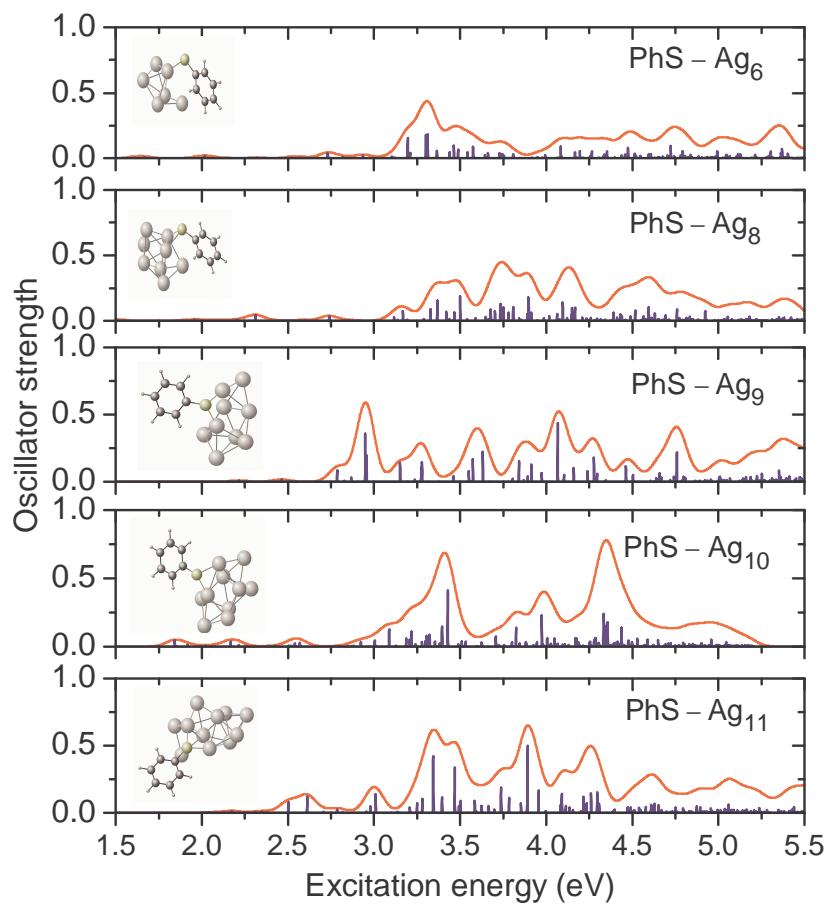 Oscillator strength
1.0
0.5
0.0
PhS – Ag6
1.0
0.5
0.0
PhS – Ag8
1.0
0.5
0.0
PhS – Ag9
1.0
0.5
0.0
PhS – Ag10
1.0
0.5
0.0
PhS – Ag11
1.5 2.0 2.5 3.0 3.5 4.0 4.5 5.0 5.5
Excitation energy (eV)